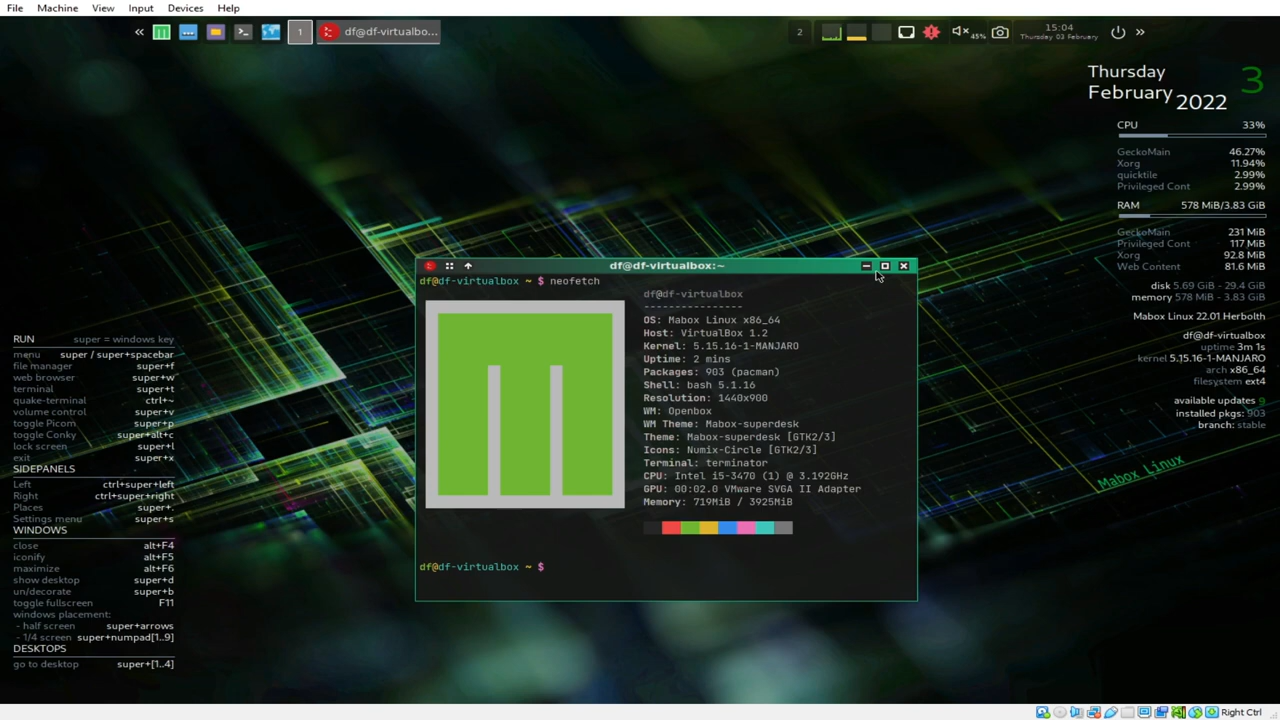 File Machine View Input Devices Help
« 1 df@df-virtualbo... 2 45% 15:04 »
Thursday 03 February
Thursday 3
February 2022
CPU 33%
GeckoMain 46.27%
Xorg 11.94%
quicktile 2.99%
Privileged Cont 2.99%
RAM 578 MiB/3.83 GiB
GeckoMain 231 MiB
Privileged Cont 117 MiB
Xorg 92.8 MiB
Web Content 81.6 MiB
disk 5.69 GiB - 29.4 GiB
memory 578 MiB - 3.83 GiB
Mabox Linux 22.01 Herbolth
df@df-virtualbox
uptime 3m 1s
kernel 5.15.16-1-MANJARO
arch x86_64
filesystem ext4
available updates 9
installed pkgs: 903
branch: stable
Mabox Linux
df@df-virtualbox:~
df@df-virtualbox ~ $ neofetch
df@df-virtualbox
----------------
OS: Mabox Linux x86_64
Host: VirtualBox 1.2
Kernel: 5.15.16-1-MANJARO
Uptime: 2 mins
Packages: 903 (pacman)
Shell: bash 5.1.16
Resolution: 1440x900
WM: Openbox
WM Theme: Mabox-superdesk
Theme: Mabox-superdesk [GTK2/3]
Icons: Numix-Circle [GTK2/3]
Terminal: terminator
CPU: Intel i5-3470 (1) @ 3.192GHz
GPU: 00:02.0 VMware SVGA II Adapter
Memory: 719MiB / 3925MiB
df@df-virtualbox ~ $
RUN super = windows key
menu super / super+spacebar
file manager super+f
web browser super+w
terminal super+t
quake-terminal ctrl+~
volume control super+v
toggle Picom super+p
toggle Conky super+alt+c
lock screen super+l
exit super+x
SIDEPANELS
Left ctrl+super+left
Right ctrl+super+right
Places super+.
Settings menu super+s
WINDOWS
close alt+F4
iconify alt+F5
maximize alt+F6
show desktop super+d
un/decorate super+b
toggle fullscreen F11
windows placement:
- half screen super+arrows
- 1/4 screen super+numpad[1..9]
DESKTOPS
go to desktop super+[1..4]
Right Ctrl